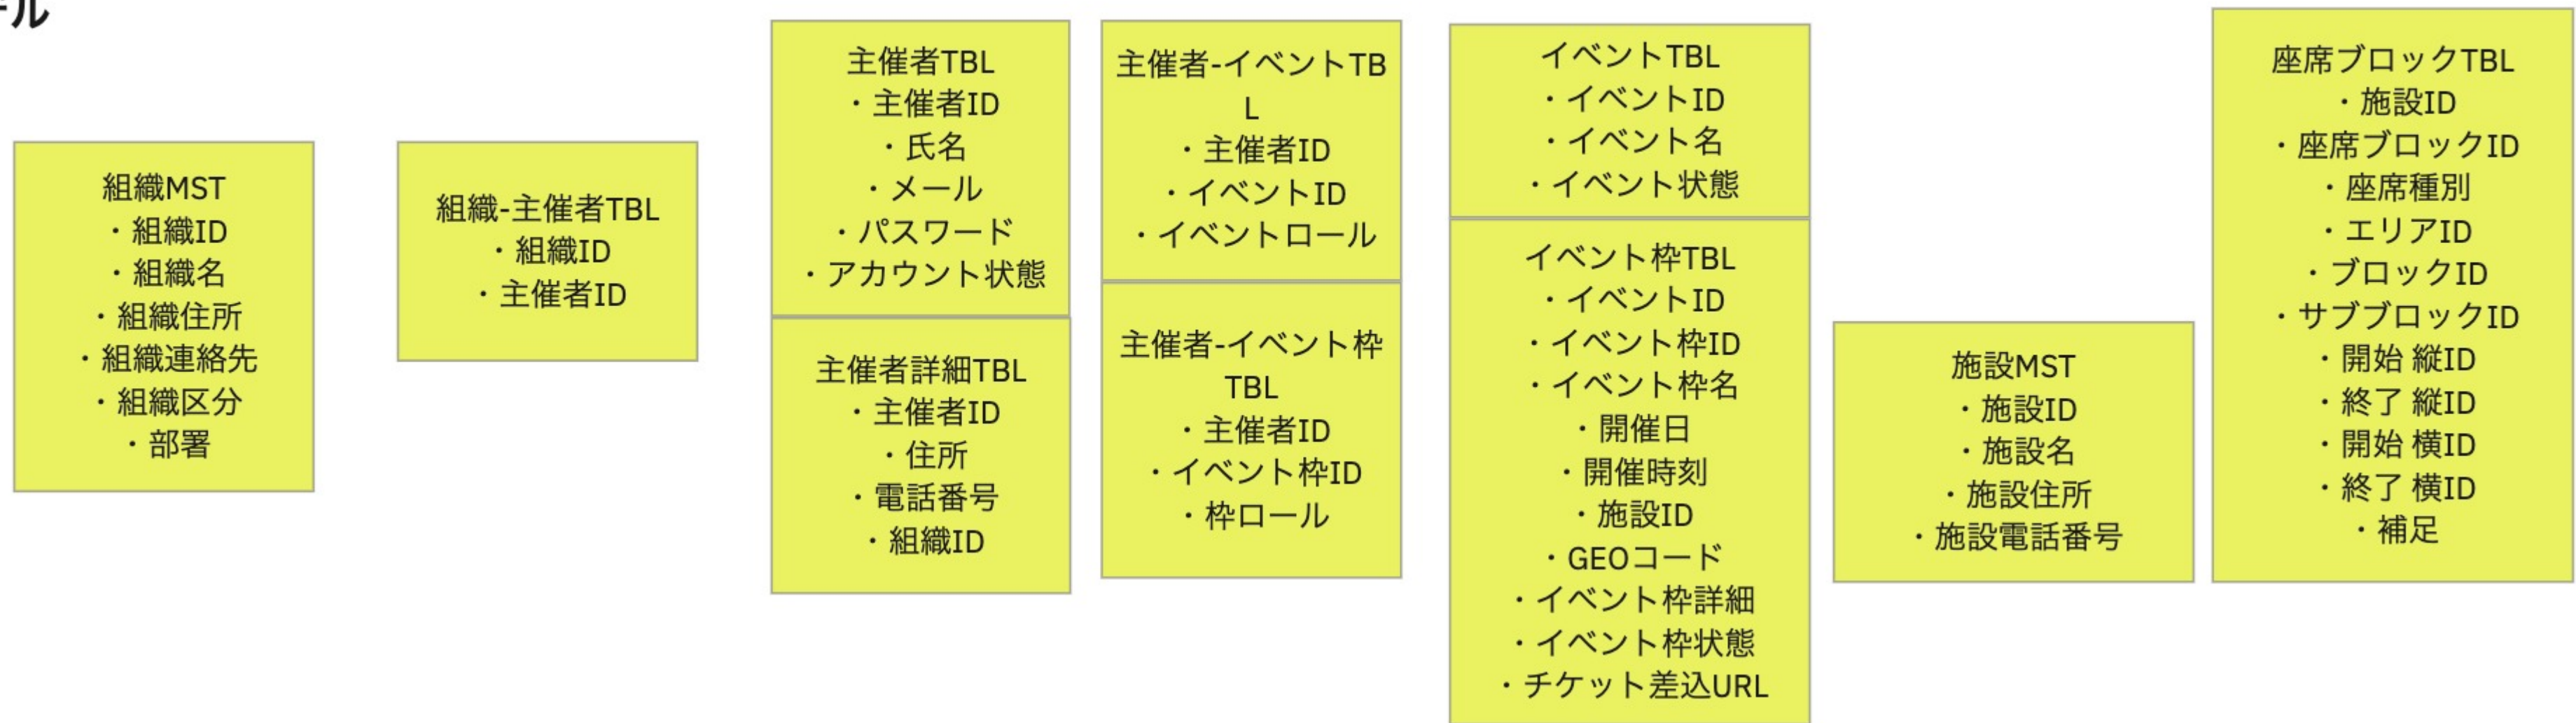 組織MST
・組織ID
・組織名
・組織住所
・組織連絡先
・組織区分
・部署
組織-主催者TBL
・組織ID
・主催者ID
主催者TBL
・主催者ID
・氏名
・メール
・パスワード
・アカウント状態
主催者詳細TBL
・主催者ID
・住所
・電話番号
・組織ID
主催者-イベントTB
L
・主催者ID
・イベントID
・イベントロール
主催者-イベント枠
TBL
・主催者ID
・イベント枠ID
・枠ロール
イベントTBL
・イベントID
・イベント名
・イベント状態
イベント枠TBL
・イベントID
・イベント枠ID
・イベント枠名
・開催日
・開催時刻
・施設ID
・GEOコード
・イベント枠詳細
・イベント枠状態
・チケット差込URL
施設MST
・施設ID
・施設名
・施設住所
・施設電話番号
座席ブロックTBL
・施設ID
・座席ブロックID
・座席種別
・エリアID
・ブロックID
・サブブロックID
・開始 縦ID
・終了 縦ID
・開始 横ID
・終了 横ID
・補足